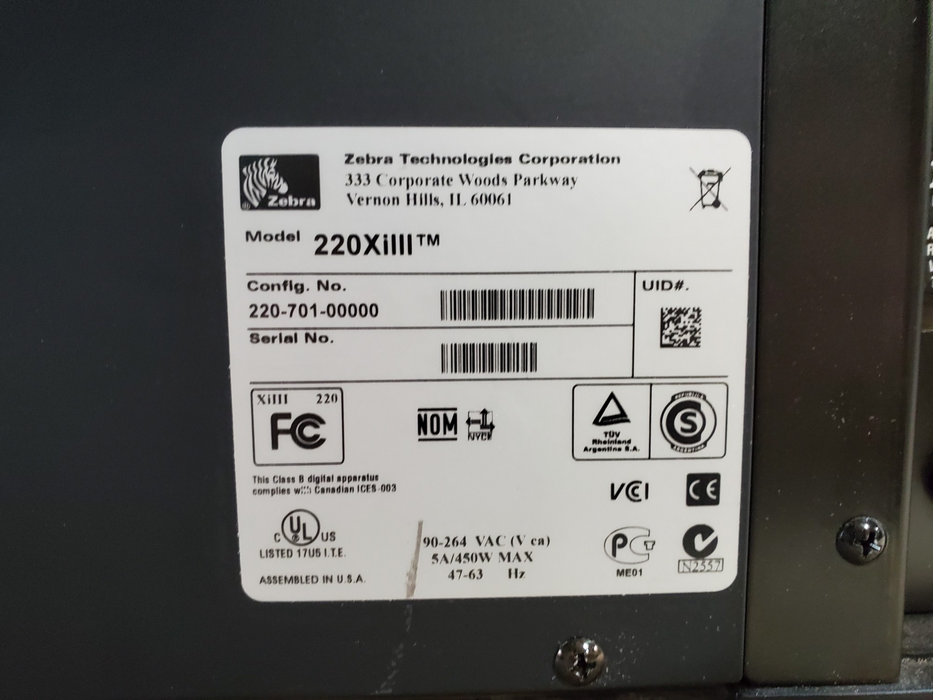 Zebra Technologies Corporation
333 Corporate Woods Parkway
Vernon Hills, IL 60061
Zebra
Model 220XiIII™
Config. No.
220-701-00000
UID#.
Serial No.
XiIII 220
FC
NOM
NYCE
TÜV
Rheinland
Argentina S.A.
REPUBLICA
S
ARGENTINA
This Class B digital apparatus
complies with Canadian ICES-003
VCI
CE
C UL US
LISTED 17U5 I.T.E.
90-264 VAC (V ca)
5A/450W MAX
47-63 Hz
ME01
N2557
ASSEMBLED IN U.S.A.